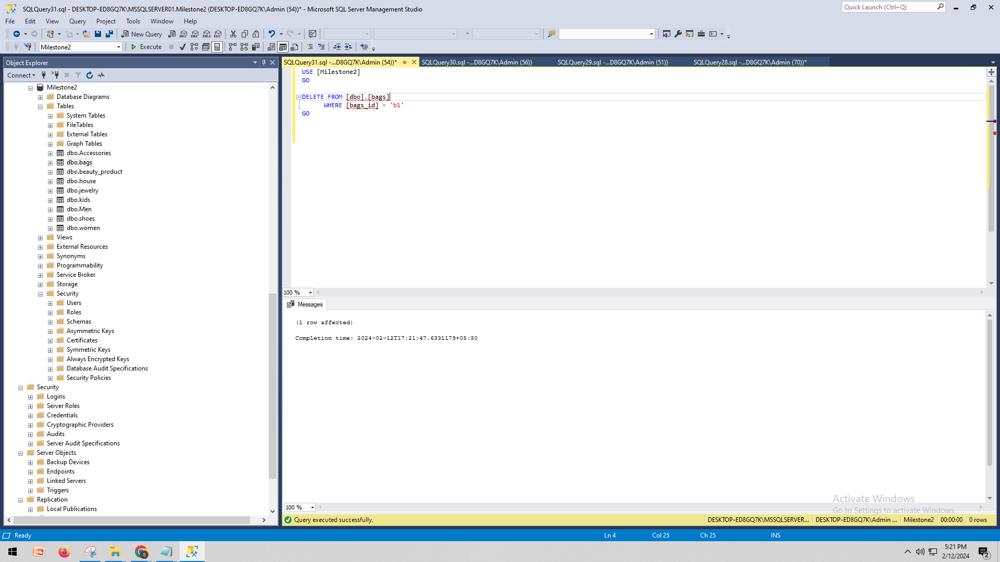 SQLQuery31.sql - DESKTOP-ED8GQ7K\MSSQLSERVER01.Milestone2 (DESKTOP-ED8GQ7K\Admin (54))* - Microsoft SQL Server Management Studio
Quick Launch (Ctrl+Q)
File Edit View Query Project Tools Window Help
New Query
MDX DMX XMLA DAX
Milestone2 Execute
Object Explorer
SQLQuery31.sql -...D8GQ7K\Admin (54))* SQLQuery30.sql -...D8GQ7K\Admin (56)) SQLQuery29.sql -...D8GQ7K\Admin (51)) SQLQuery28.sql -...D8GQ7K\Admin (70))*
Connect
Milestone2
Database Diagrams
Tables
System Tables
FileTables
External Tables
Graph Tables
dbo.Accessories
dbo.bags
dbo.beauty_product
dbo.house
dbo.jewelry
dbo.kids
dbo.Men
dbo.shoes
dbo.women
Views
External Resources
Synonyms
Programmability
Service Broker
Storage
Security
Users
Roles
Schemas
Asymmetric Keys
Certificates
Symmetric Keys
Always Encrypted Keys
Database Audit Specifications
Security Policies
Security
Logins
Server Roles
Credentials
Cryptographic Providers
Audits
Server Audit Specifications
Server Objects
Backup Devices
Endpoints
Linked Servers
Triggers
Replication
Local Publications
USE [Milestone2]
GO
DELETE FROM [dbo].[bags]
WHERE [bags_id] = 'b1'
GO
100 %
Messages
(1 row affected)
Completion time: 2024-02-12T17:21:47.6331179+05:30
Activate Windows
Go to Settings to activate Windows.
100 %
Query executed successfully. DESKTOP-ED8GQ7K\MSSQLSERVER... DESKTOP-ED8GQ7K\Admin ... Milestone2 00:00:00 0 rows
Ready Ln 4 Col 25 Ch 25 INS
S
5:21 PM
2/12/2024
2